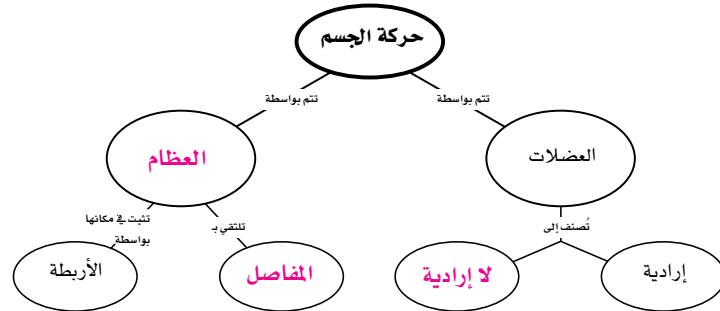 حركة الجسم
تتم بواسطة
تتم بواسطة
العضلات
العظام
تُصنف إلى
تلتقي بـ
تثبت في مكانها
بواسطة
إرادية
لا إرادية
المفاصل
الأربطة